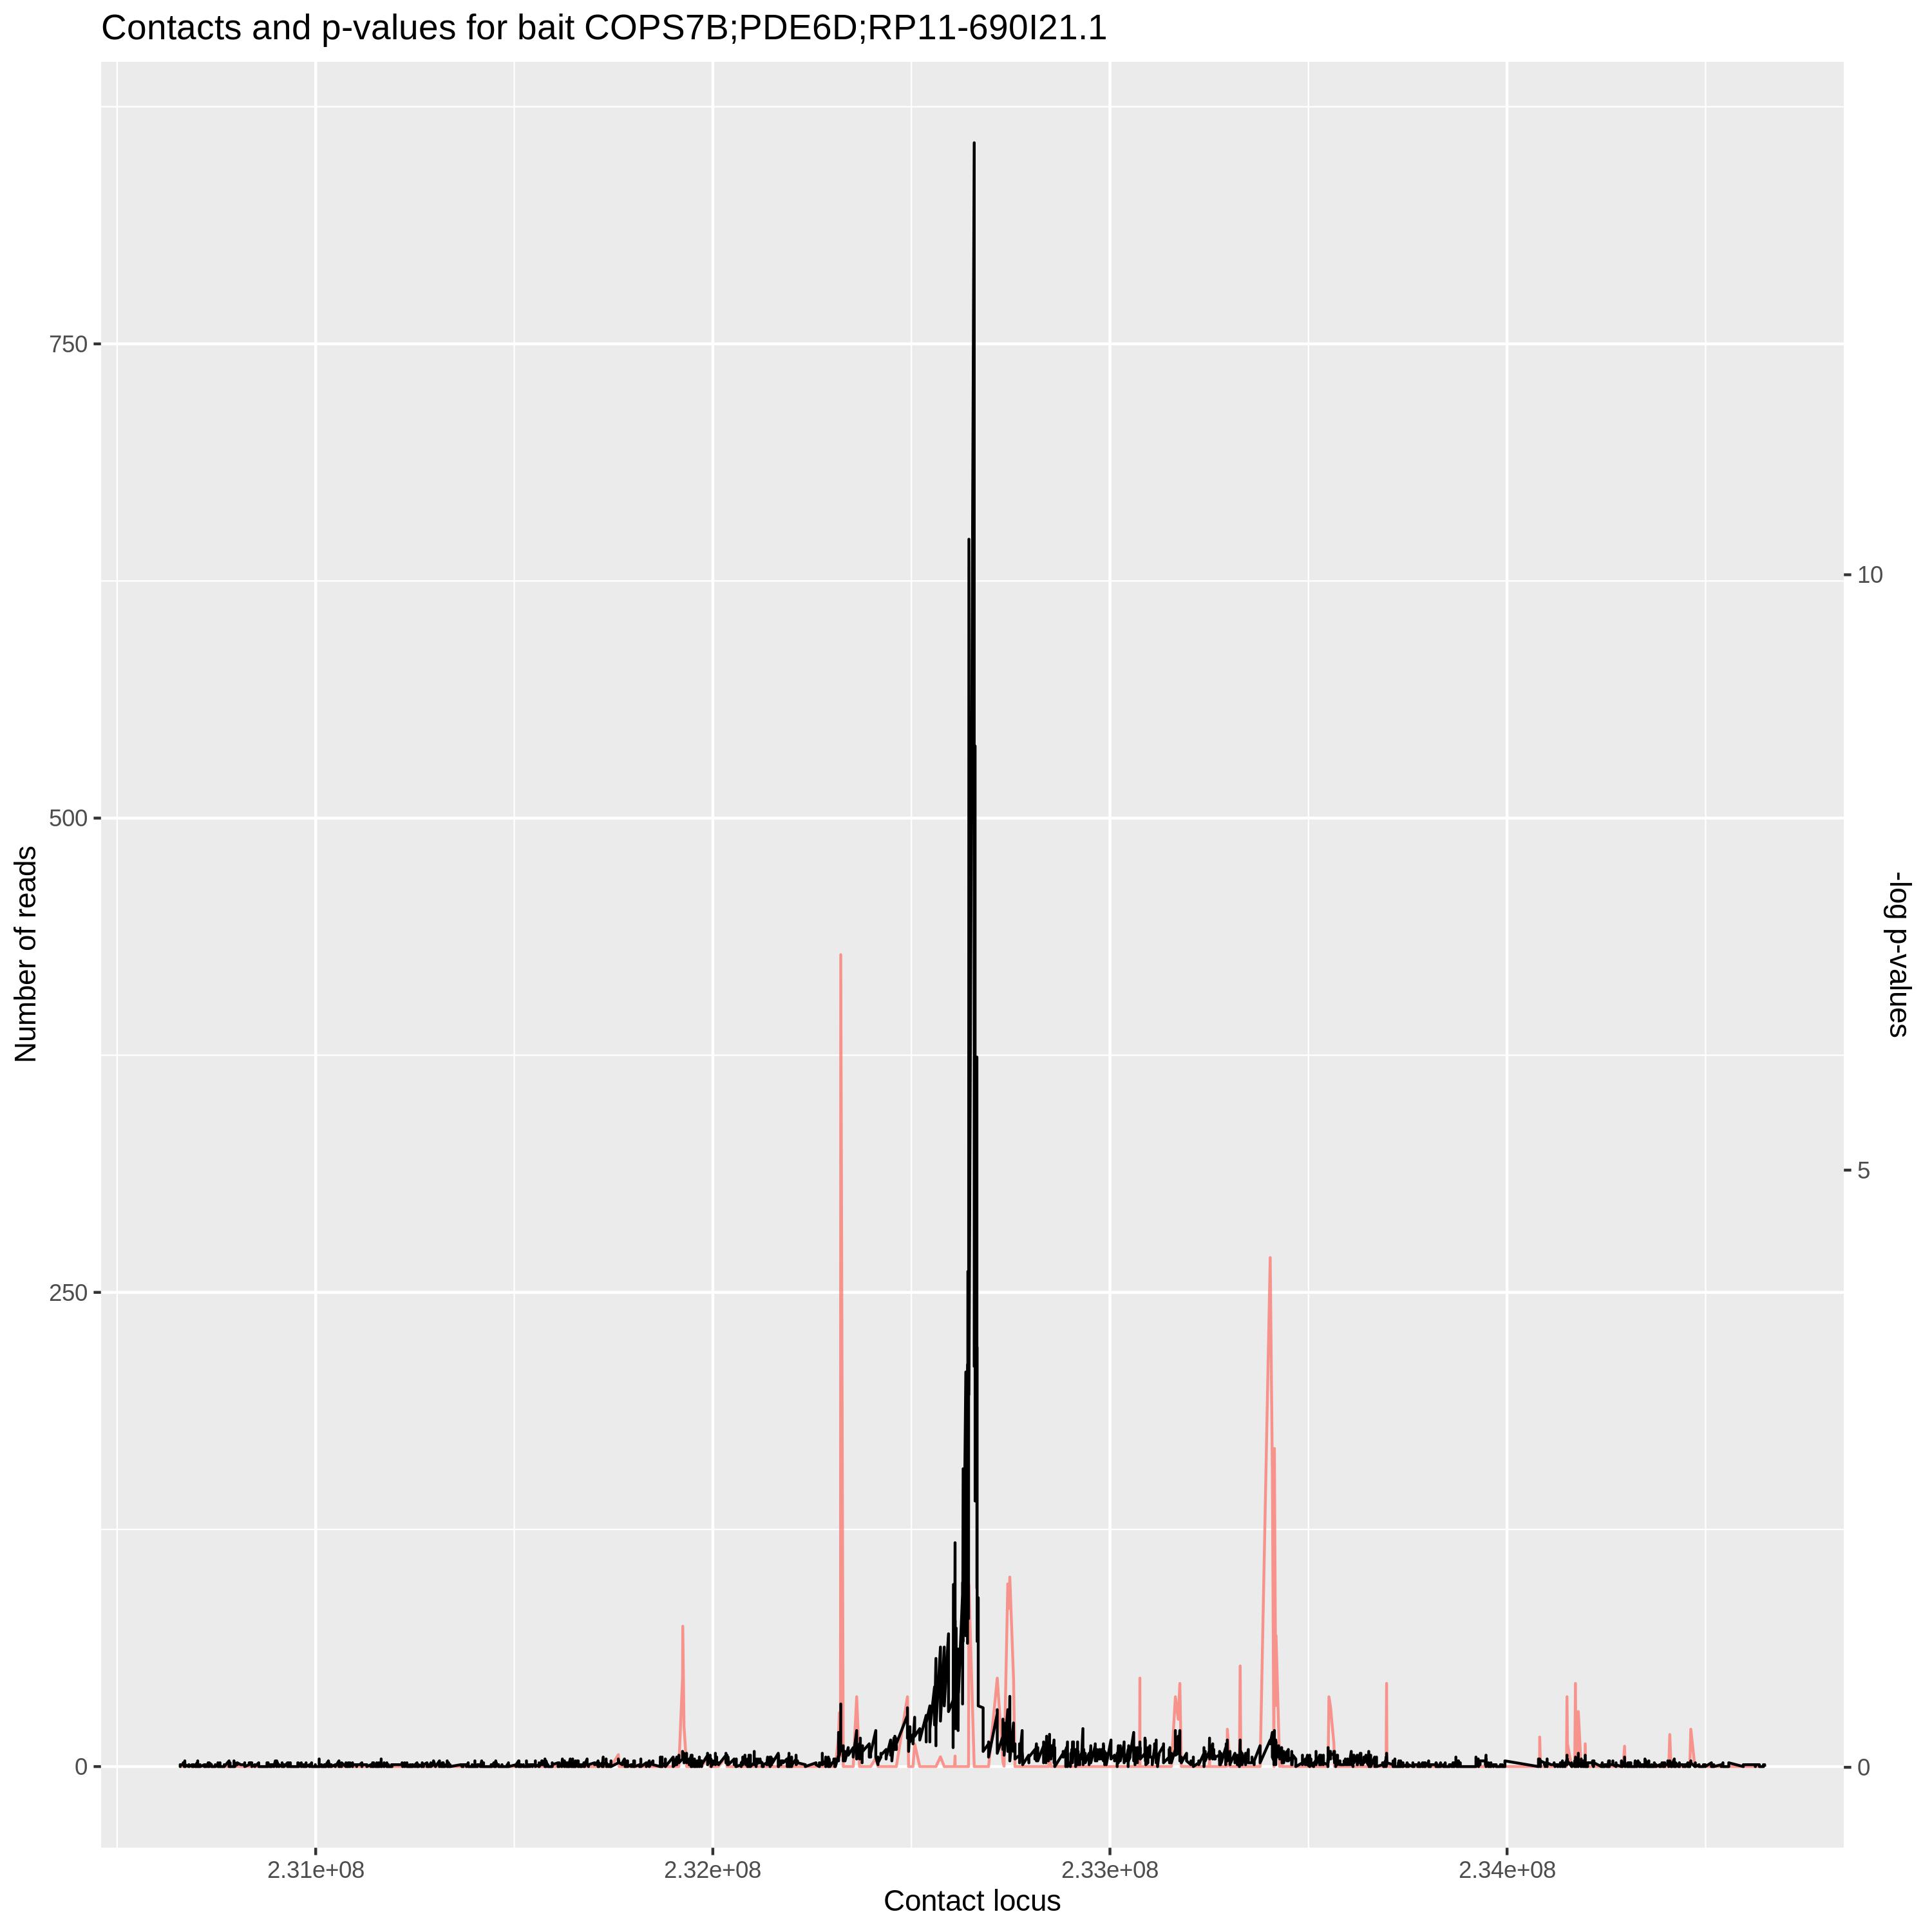 Contacts and p-values for bait COPS7B;PDE6D;RP11-690I21.1
750
500
250
0
Number of reads
10
5
0
-log p-values
2.31e+08
2.32e+08
2.33e+08
2.34e+08
Contact locus